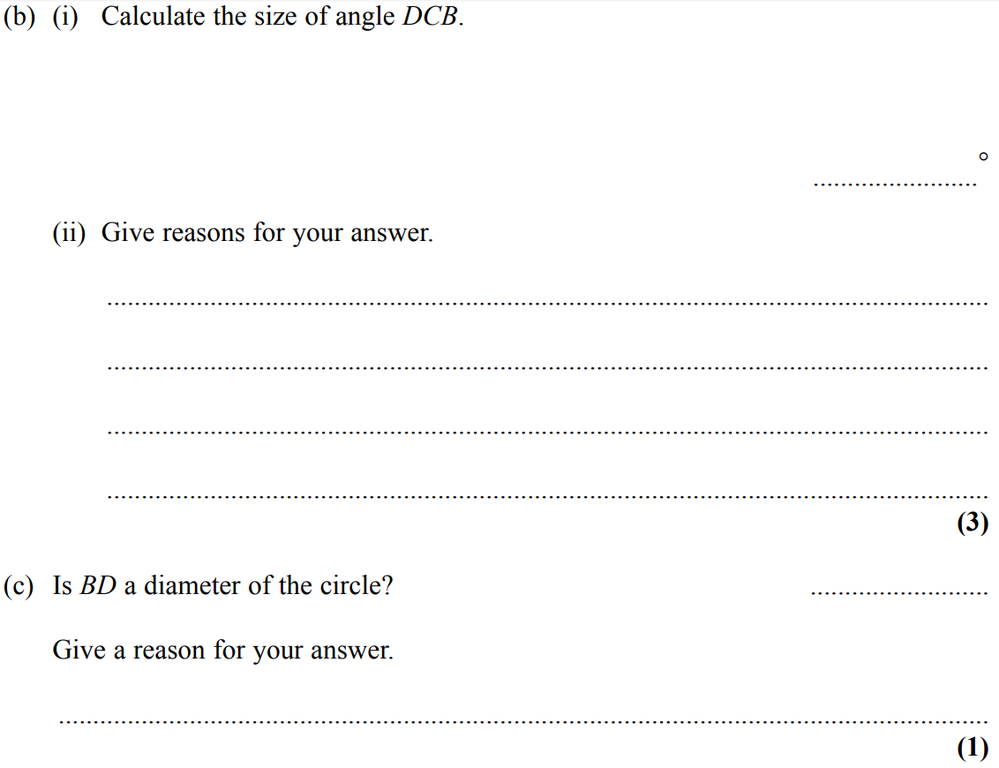 (b) (i) Calculate the size of angle DCB.
........................ °
(ii) Give reasons for your answer.
....................................................................................................
....................................................................................................
....................................................................................................
....................................................................................................
(3)
(c) Is BD a diameter of the circle? ..........................
Give a reason for your answer.
....................................................................................................
(1)